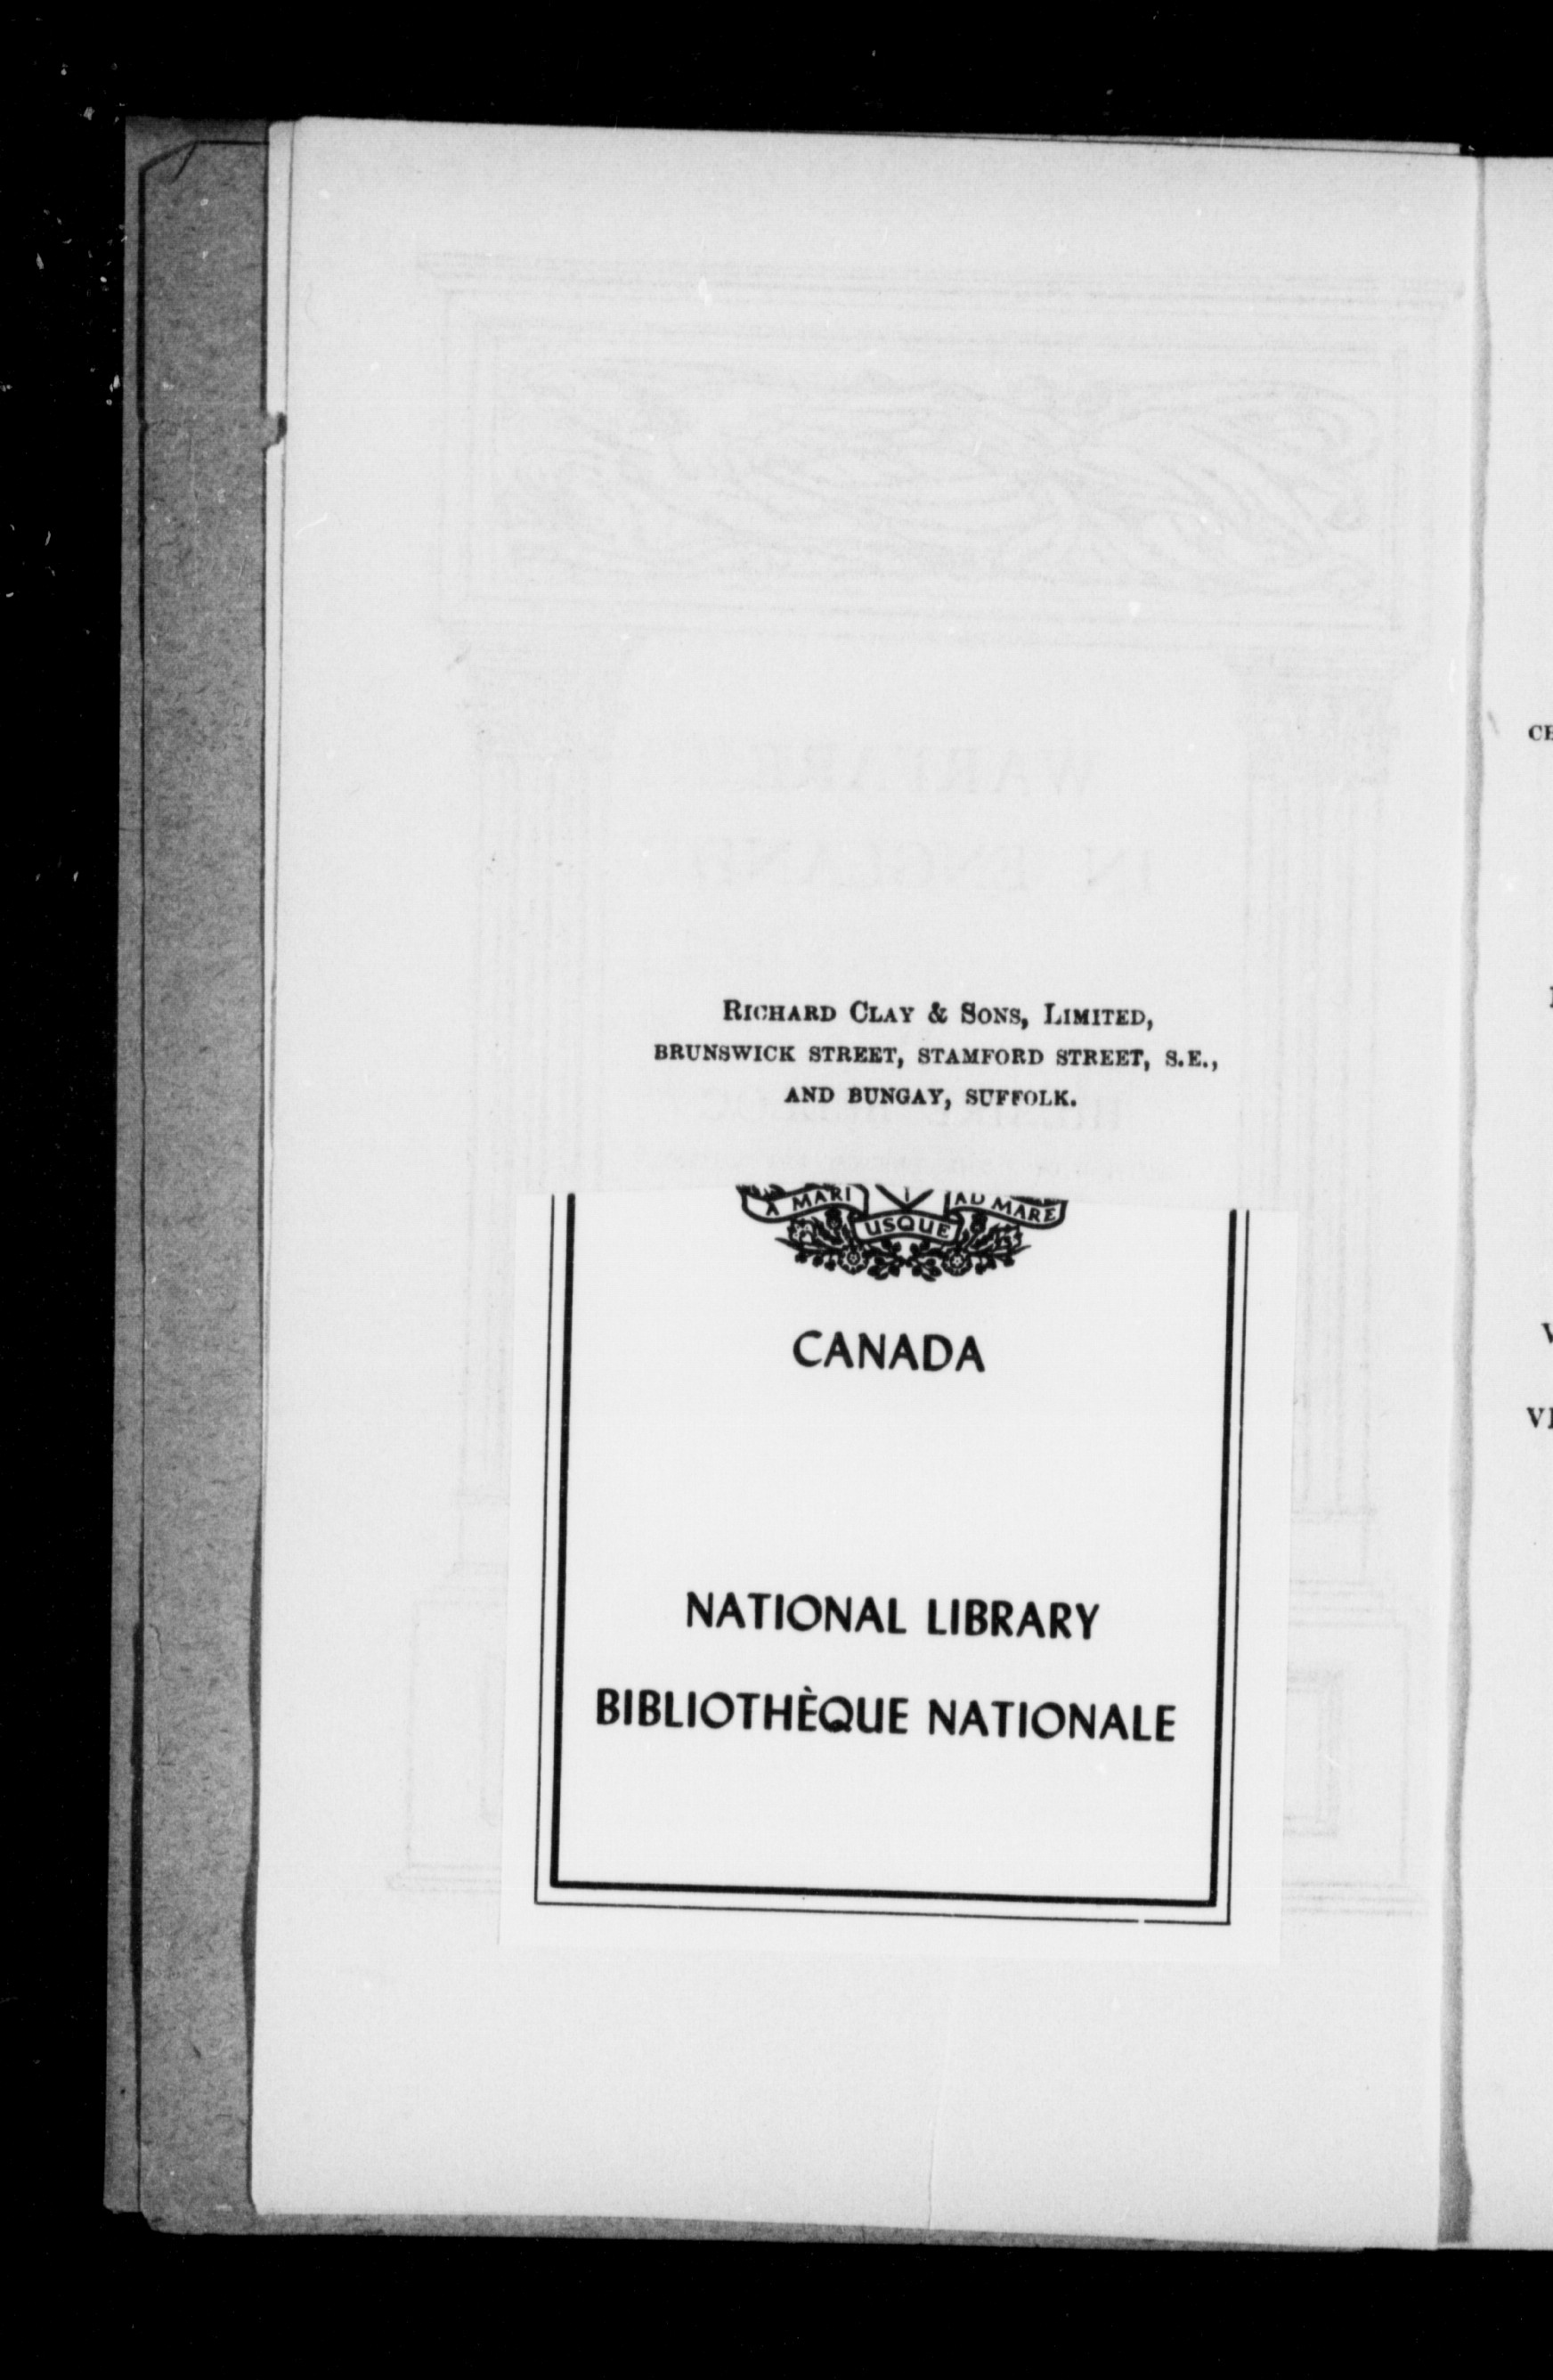 RICHARD CLAY & SONS, LIMITED,
BRUNSWICK STREET, STAMFORD STREET, S.E.,
AND BUNGAY, SUFFOLK.
A MARI USQUE AD MARE
CANADA
NATIONAL LIBRARY
BIBLIOTHÈQUE NATIONALE